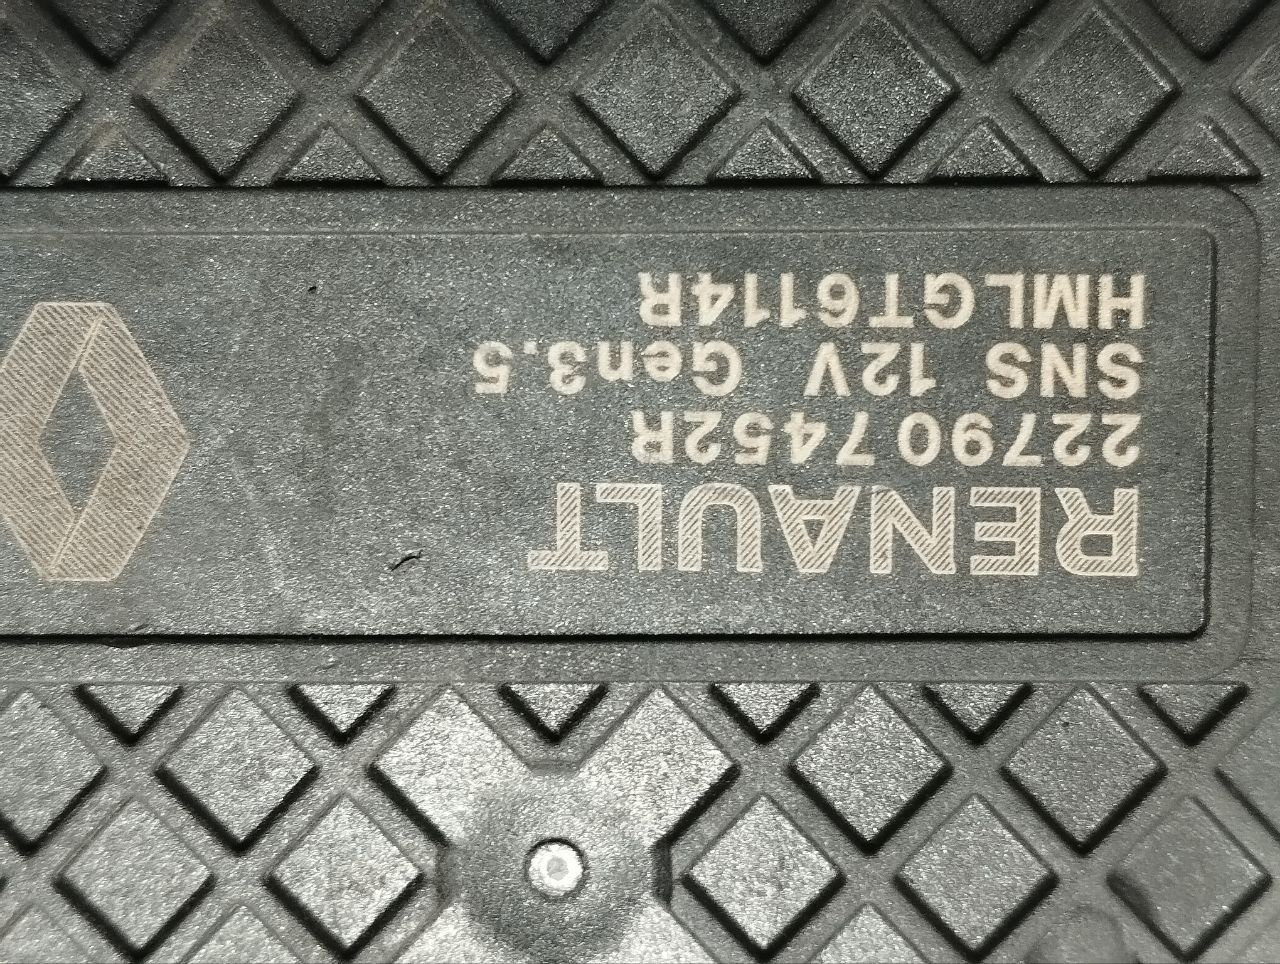 RENAULT
227907452R
SNS 12V Gen3.5
HMLGT6114R